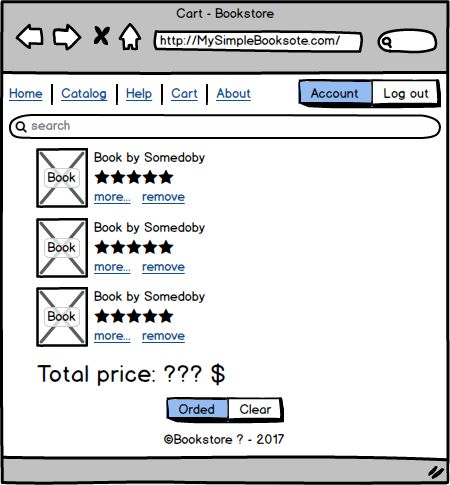 Cart - Bookstore
http://MySimpleBooksote.com/
Home Catalog Help Cart About Account Log out
search
Book by Somedoby
Book
more... remove
Book by Somedoby
Book
more... remove
Book by Somedoby
Book
more... remove
Total price: ??? $
Orded Clear
©Bookstore ? - 2017